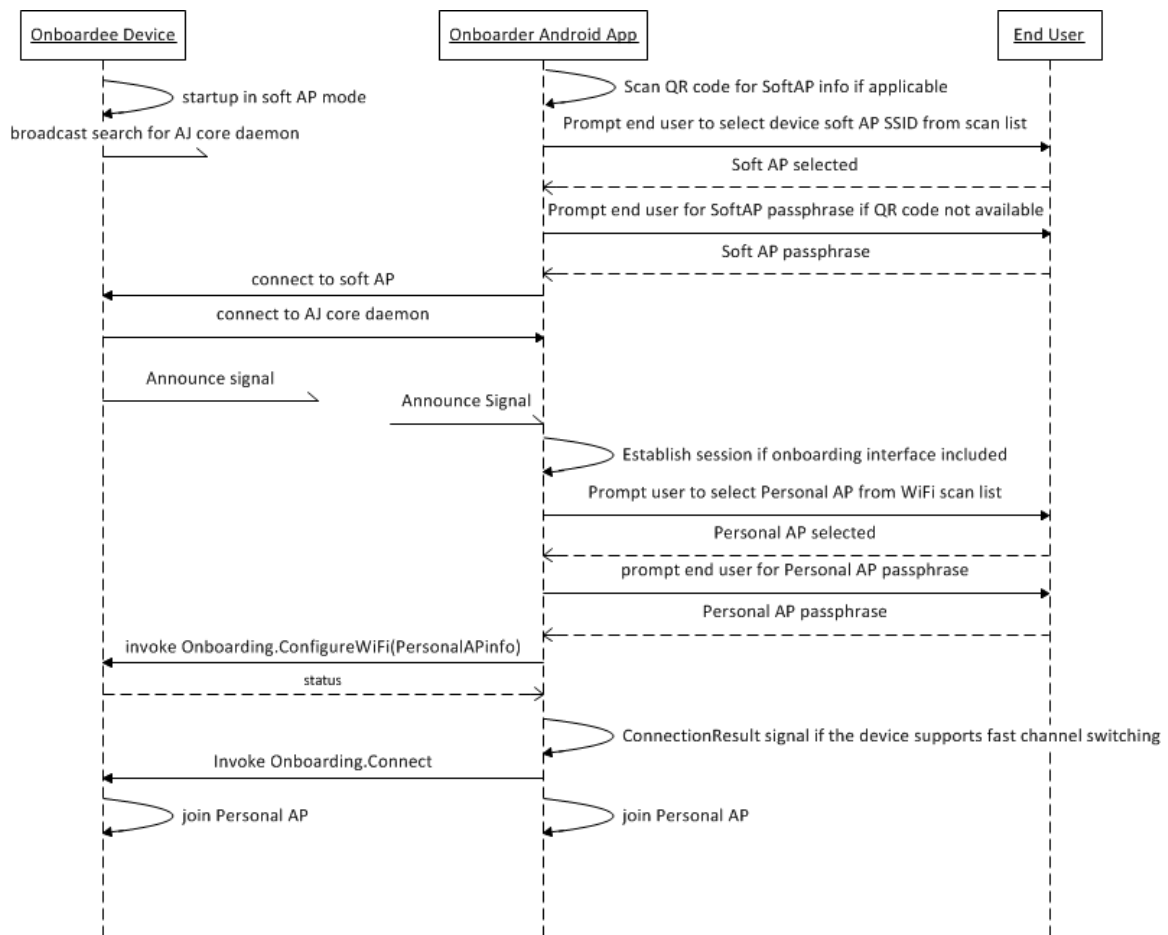 Onboardee Device
Onboarder Android App
End User
startup in soft AP mode
Scan QR code for SoftAP info if applicable
broadcast search for AJ core daemon
Prompt end user to select device soft AP SSID from scan list
Soft AP selected
Prompt end user for SoftAP passphrase if QR code not available
Soft AP passphrase
connect to soft AP
connect to AJ core daemon
Announce signal
Announce Signal
Establish session if onboarding interface included
Prompt user to select Personal AP from WiFi scan list
Personal AP selected
prompt end user for Personal AP passphrase
Personal AP passphrase
invoke Onboarding.ConfigureWiFi(PersonalAPinfo)
status
ConnectionResult signal if the device supports fast channel switching
Invoke Onboarding.Connect
join Personal AP
join Personal AP